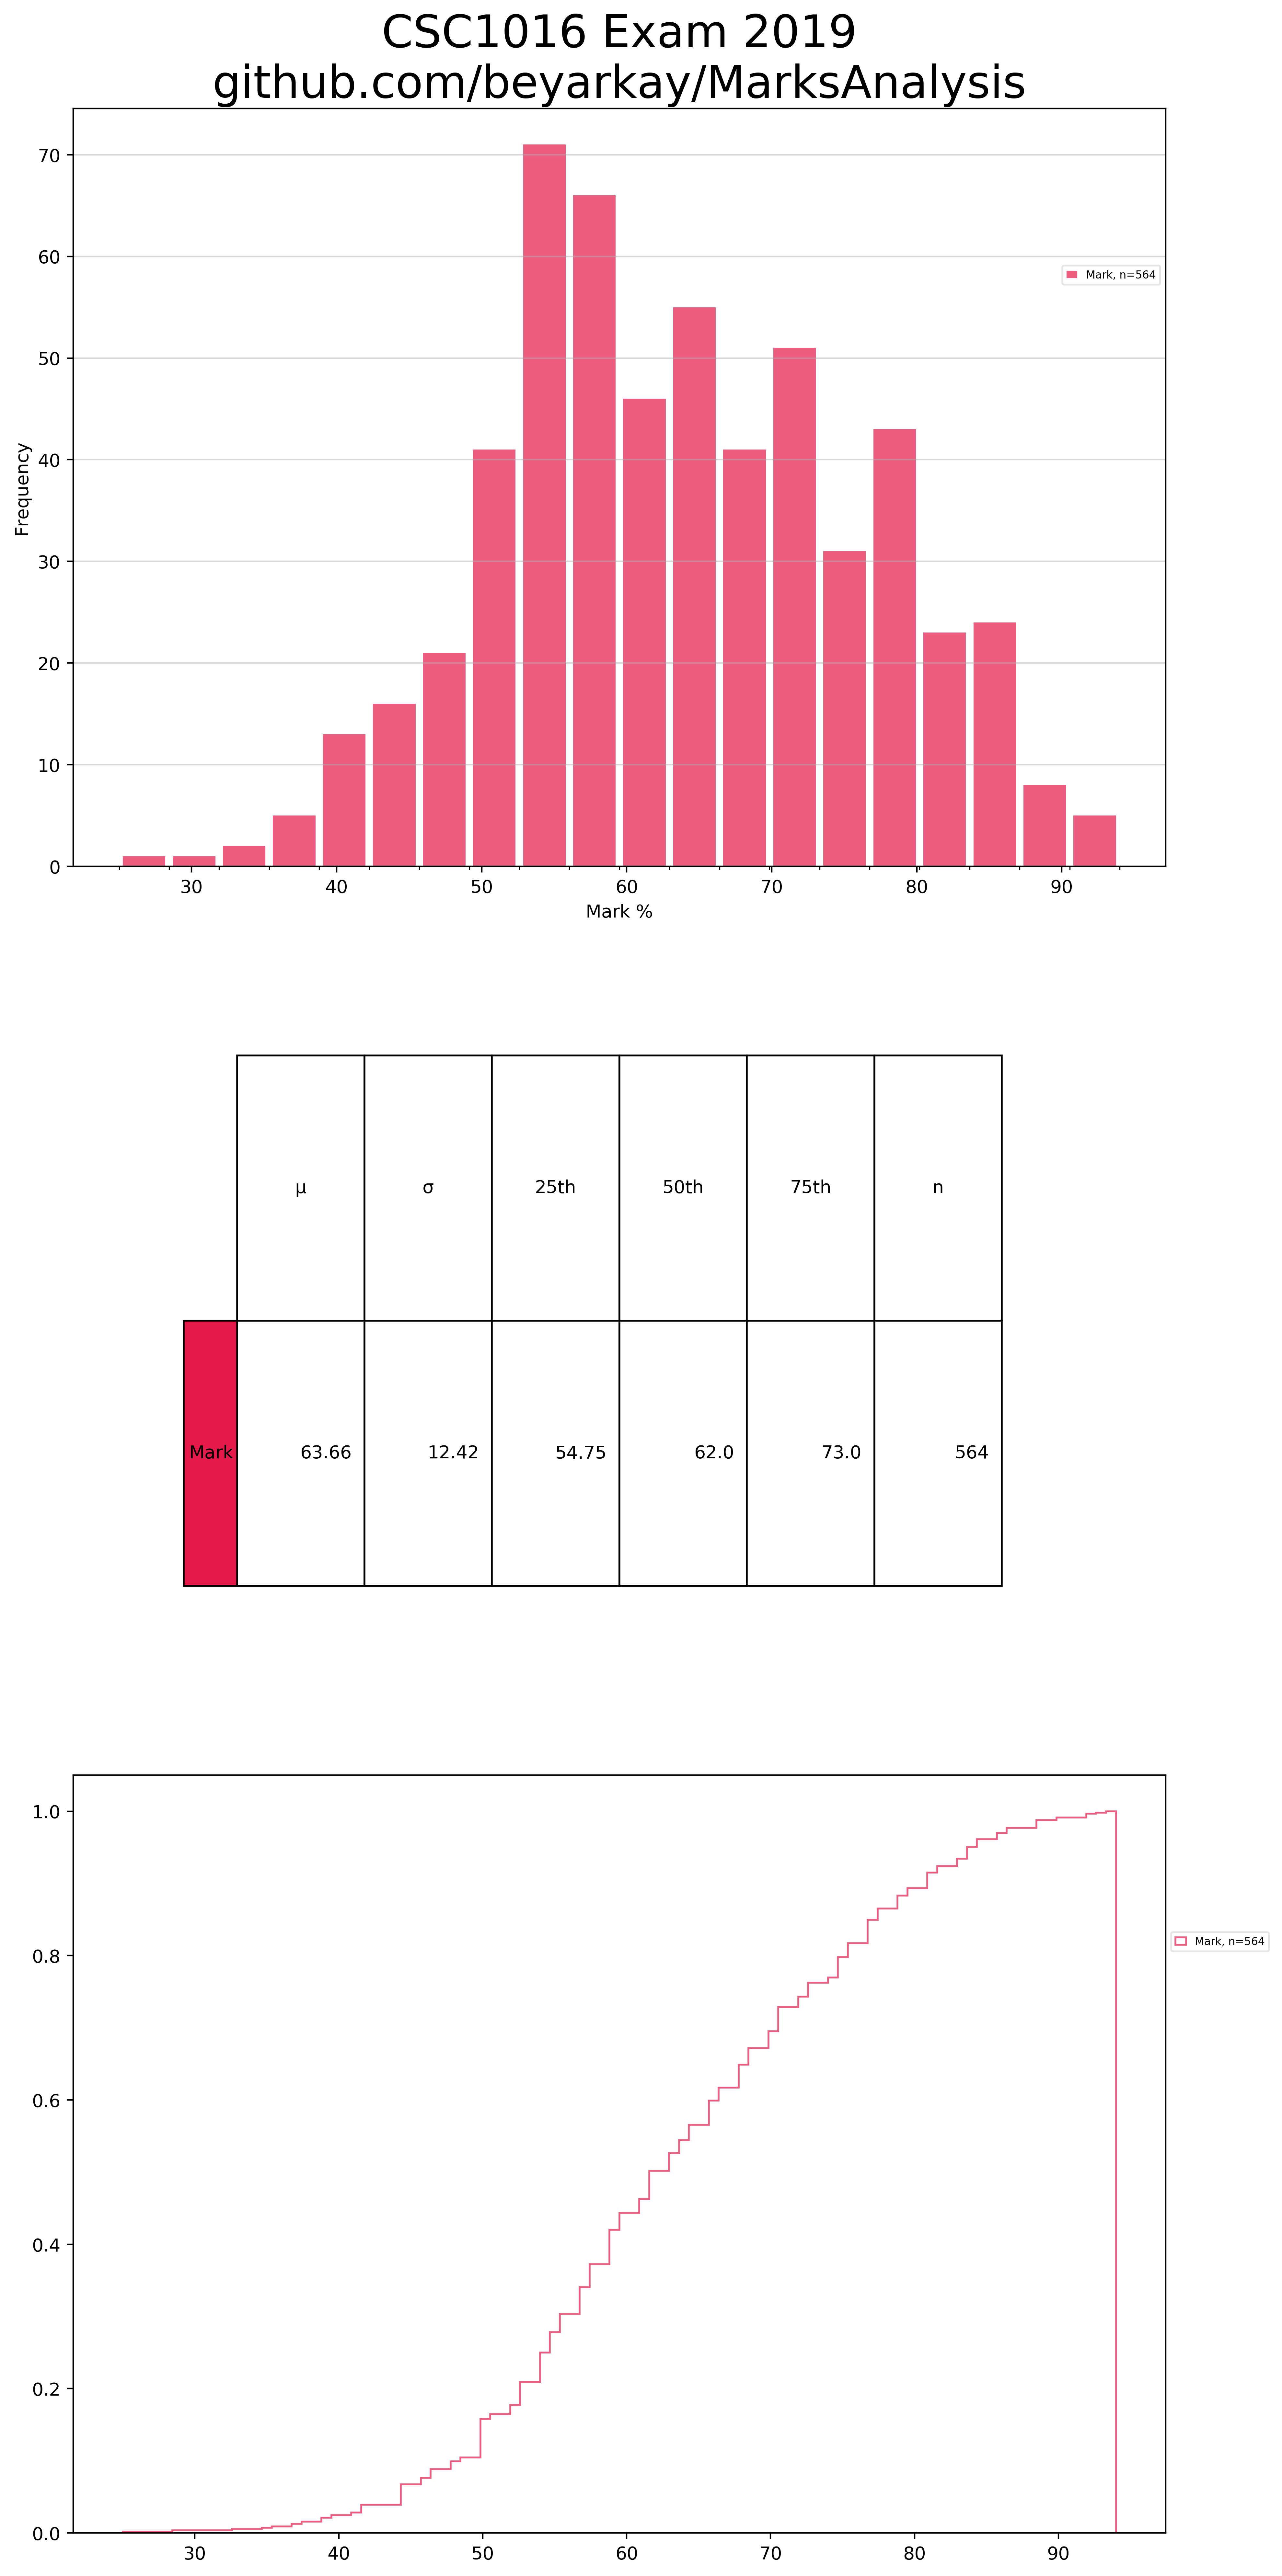 CSC1016 Exam 2019
github.com/beyarkay/MarksAnalysis
70
60
50
40
30
20
10
0
Frequency
Mark, n=564
30 40 50 60 70 80 90
Mark %
μ σ 25th 50th 75th n
Mark 63.66 12.42 54.75 62.0 73.0 564
1.0
0.8
0.6
0.4
0.2
0.0
Mark, n=564
30 40 50 60 70 80 90